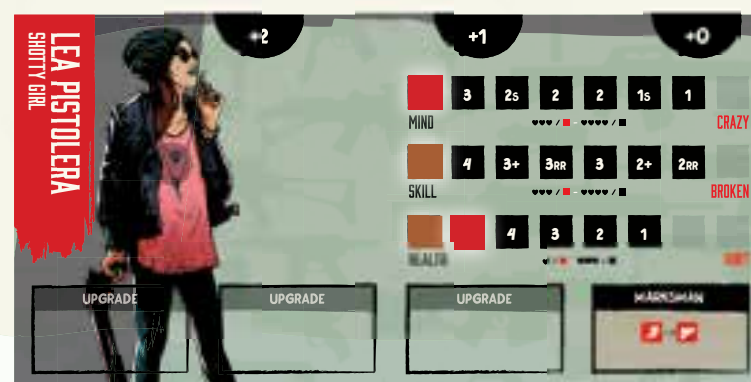 LEA PISTOLERA
SHOTTY GIRL
+2 +1 +0
3 2S 2 2 1S 1
MIND CRAZY
4 3+ 3RR 3 2+ 2RR
SKILL BROKEN
4 3 2 1
HEALTH
UPGRADE UPGRADE UPGRADE MARKSMAN